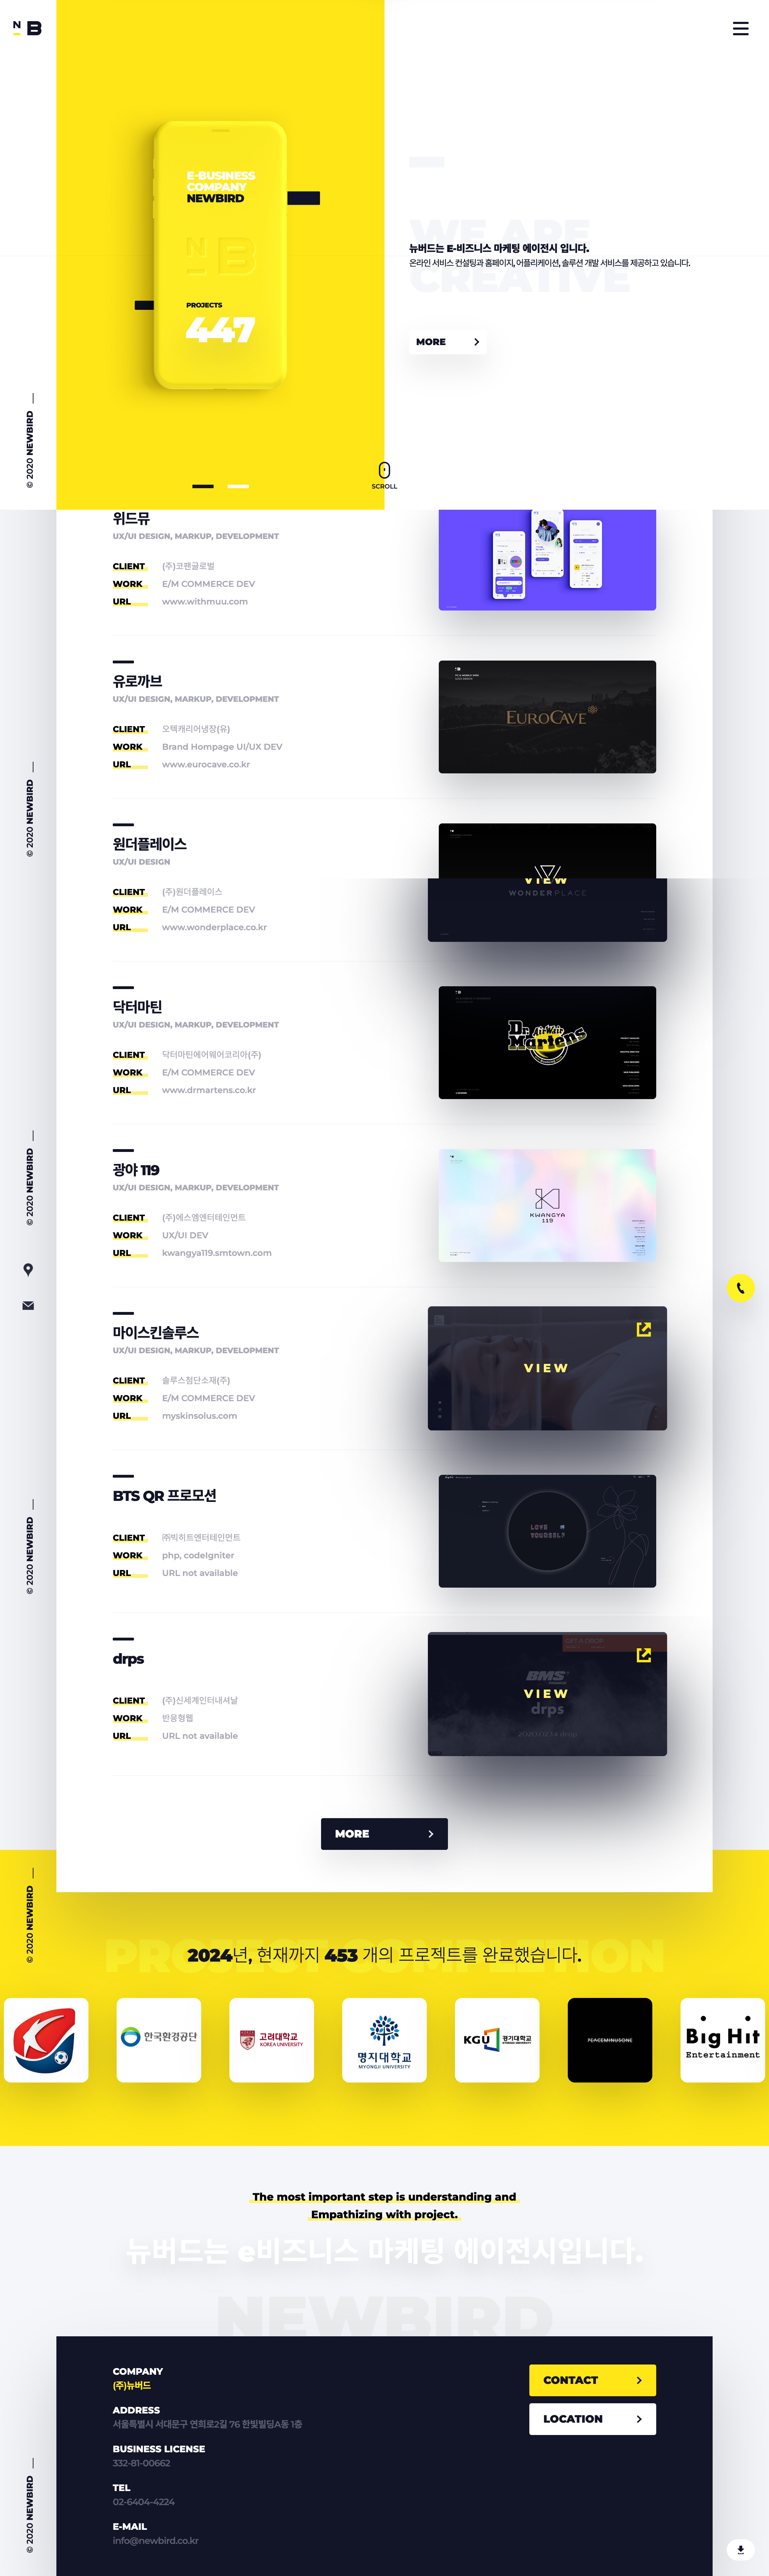 N B
E-BUSINESS
COMPANY
NEWBIRD
N B
PROJECTS
447
WE ARE
CREATIVE
뉴버드는 E-비즈니스 마케팅 에이전시 입니다.
온라인 서비스 컨설팅과 홈페이지, 어플리케이션, 솔루션 개발 서비스를 제공하고 있습니다.
MORE
SCROLL
© 2020 NEWBIRD
위드뮤
UX/UI DESIGN, MARKUP, DEVELOPMENT
CLIENT (주)코팬글로벌
WORK E/M COMMERCE DEV
URL www.withmuu.com
유로까브
UX/UI DESIGN, MARKUP, DEVELOPMENT
CLIENT 오텍캐리어냉장(유)
WORK Brand Hompage UI/UX DEV
URL www.eurocave.co.kr
EUROCAVE
© 2020 NEWBIRD
원더플레이스
UX/UI DESIGN
CLIENT (주)원더플레이스
WORK E/M COMMERCE DEV
URL www.wonderplace.co.kr
VIEW
WONDERPLACE
닥터마틴
UX/UI DESIGN, MARKUP, DEVELOPMENT
CLIENT 닥터마틴에어웨어코리아(주)
WORK E/M COMMERCE DEV
URL www.drmartens.co.kr
Dr. Martens
AirWair
광야 119
UX/UI DESIGN, MARKUP, DEVELOPMENT
CLIENT (주)에스엠엔터테인먼트
WORK UX/UI DEV
URL kwangya119.smtown.com
KWANGYA
119
© 2020 NEWBIRD
마이스킨솔루스
UX/UI DESIGN, MARKUP, DEVELOPMENT
CLIENT 솔루스첨단소재(주)
WORK E/M COMMERCE DEV
URL myskinsolus.com
VIEW
BTS QR 프로모션
CLIENT ㈜빅히트엔터테인먼트
WORK php, codeIgniter
URL URL not available
LOVE
YOURSELF
© 2020 NEWBIRD
drps
CLIENT (주)신세계인터내셔날
WORK 반응형웹
URL URL not available
BMS
VIEW
drps
MORE
© 2020 NEWBIRD
PROJECT COMPLETION
2024년, 현재까지 453 개의 프로젝트를 완료했습니다.
한국환경공단
고려대학교
KOREA UNIVERSITY
명지대학교
MYONGJI UNIVERSITY
KGU 경기대학교
PEACEMINUSONE
Big Hit
Entertainment
The most important step is understanding and
Empathizing with project.
뉴버드는 e비즈니스 마케팅 에이전시입니다.
NEWBIRD
COMPANY
(주)뉴버드
ADDRESS
서울특별시 서대문구 연희로2길 76 한빛빌딩A동 1층
BUSINESS LICENSE
332-81-00662
TEL
02-6404-4224
E-MAIL
info@newbird.co.kr
CONTACT
LOCATION
© 2020 NEWBIRD